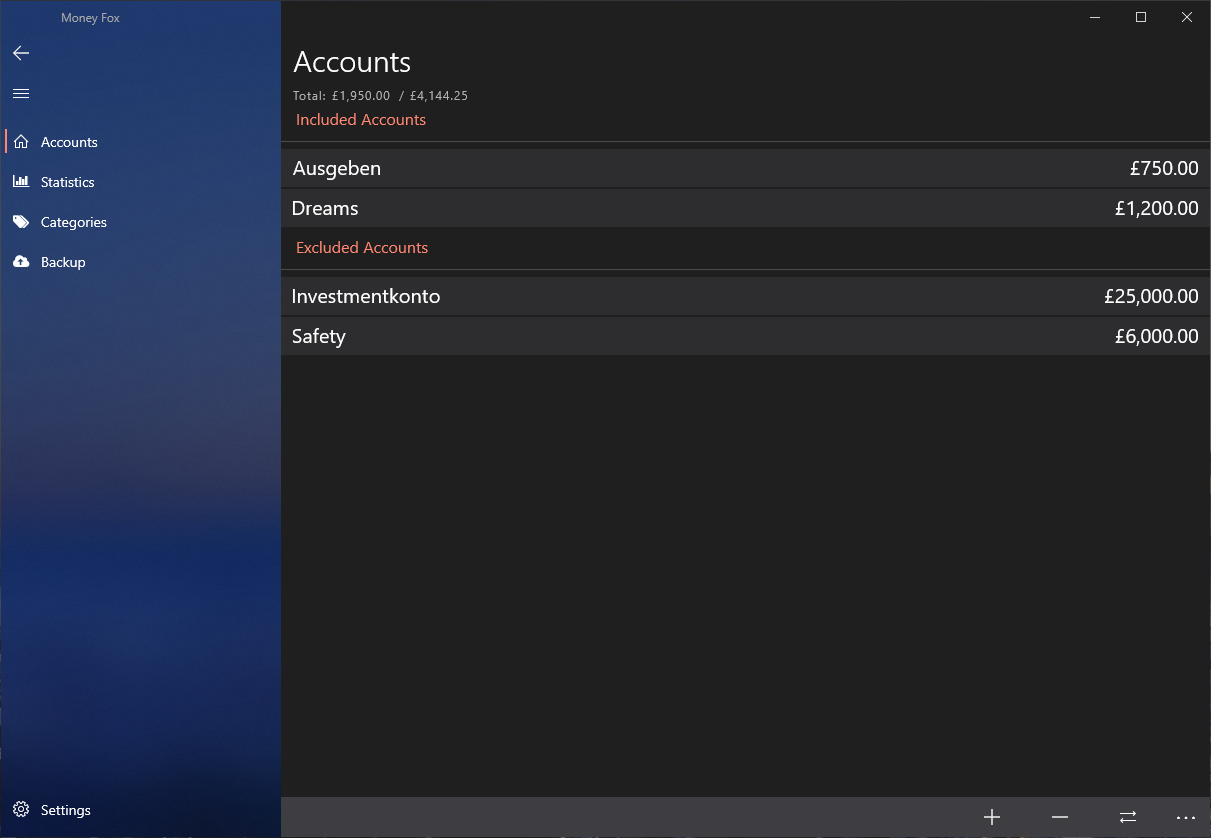 Money Fox
Accounts
Statistics
Categories
Backup
Settings
Accounts
Total: £1,950.00 / £4,144.25
Included Accounts
Ausgeben £750.00
Dreams £1,200.00
Excluded Accounts
Investmentkonto £25,000.00
Safety £6,000.00